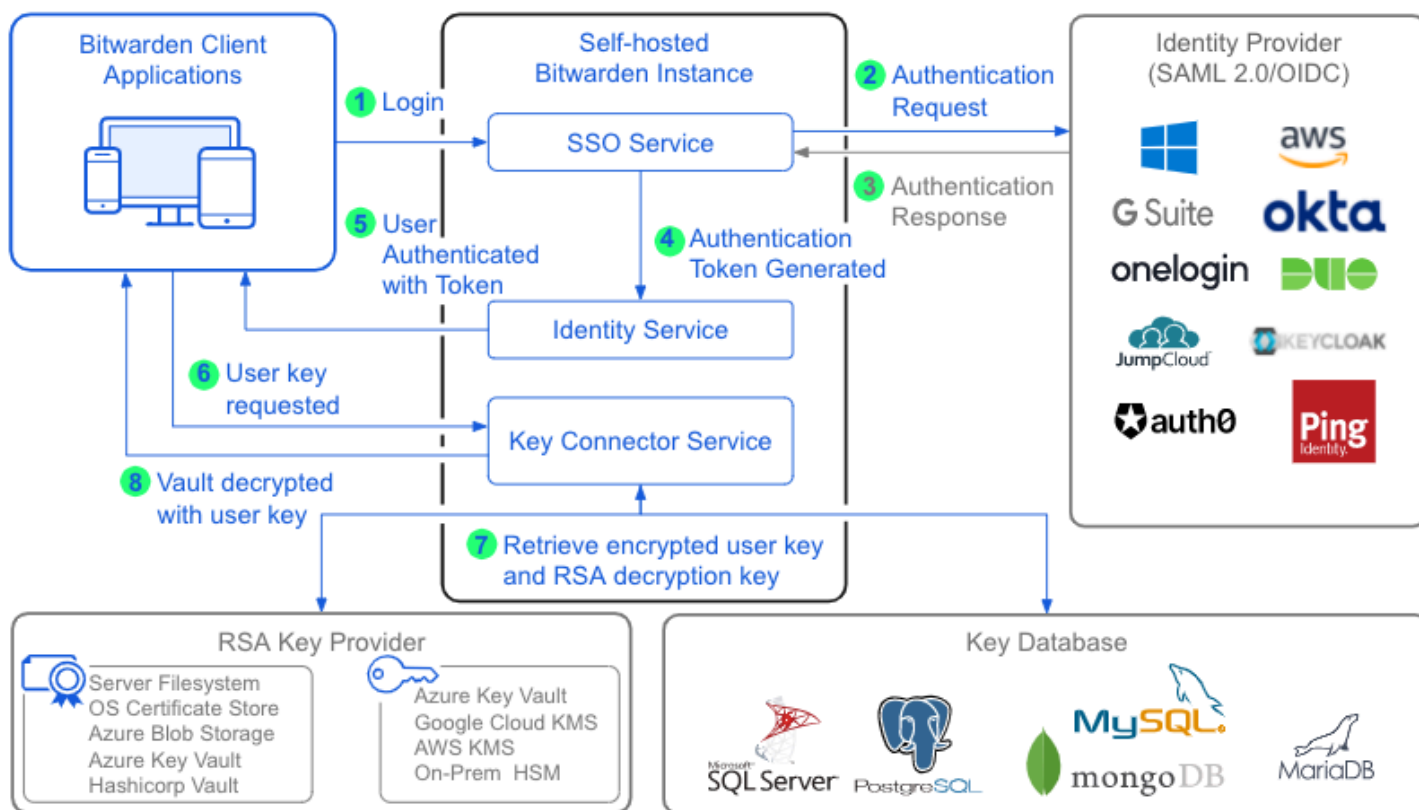 Bitwarden Client
Applications
Self-hosted
Bitwarden Instance
Identity Provider
(SAML 2.0/OIDC)
1 Login
SSO Service
2 Authentication
Request
3 Authentication
Response
aws
G Suite
okta
onelogin
DUO
JumpCloud
KEYCLOAK
auth0
Ping
Identity.
5 User
Authenticated
with Token
4 Authentication
Token Generated
Identity Service
6 User key
requested
Key Connector Service
8 Vault decrypted
with user key
7 Retrieve encrypted user key
and RSA decryption key
RSA Key Provider
Server Filesystem
OS Certificate Store
Azure Blob Storage
Azure Key Vault
Hashicorp Vault
Azure Key Vault
Google Cloud KMS
AWS KMS
On-Prem HSM
Key Database
Microsoft
SQL Server
PostgreSQL
MySQL
mongoDB
MariaDB